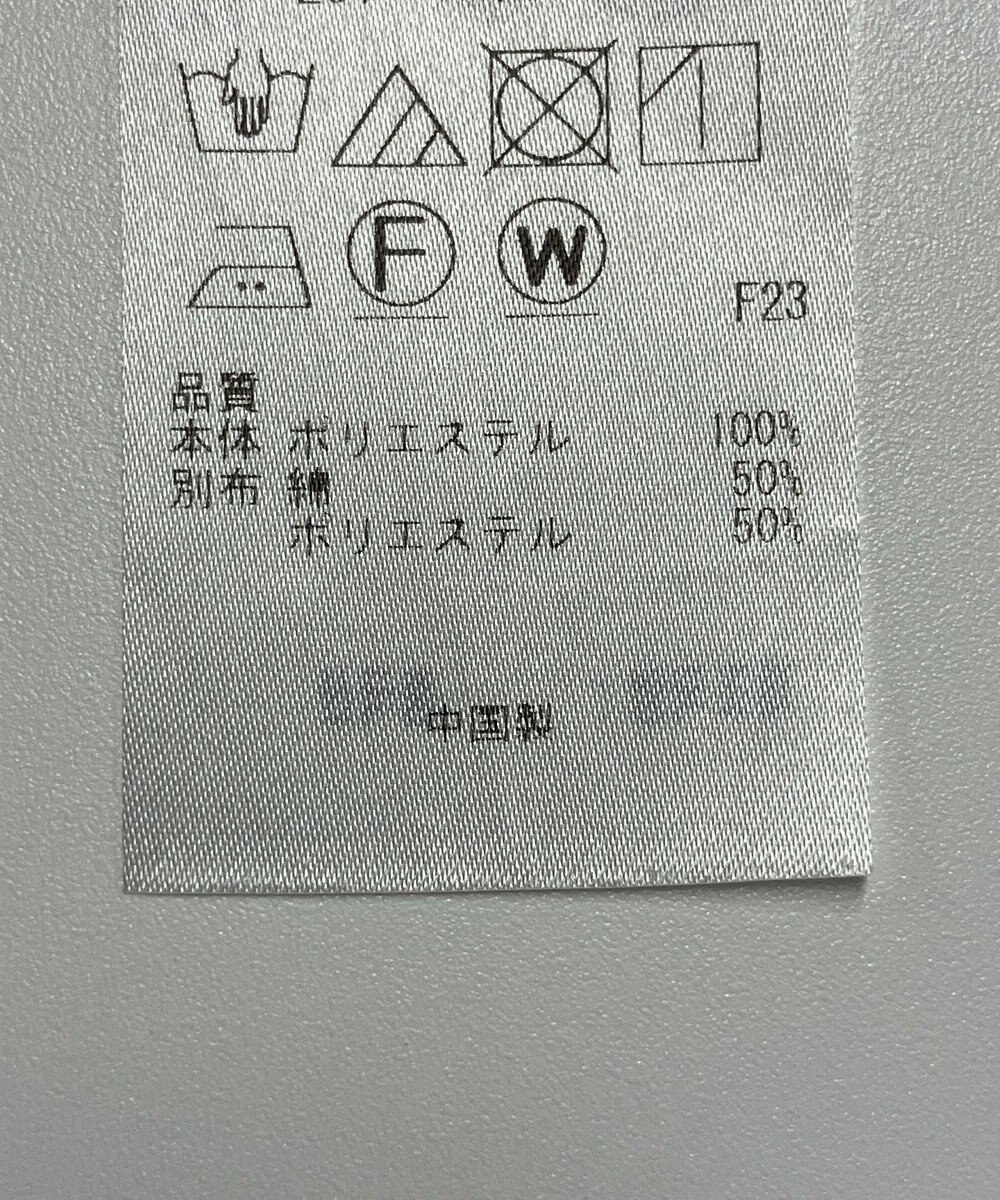 F
W
F23
品質
本体 ポリエステル 100%
別布 綿 50%
ポリエステル 50%
中国製